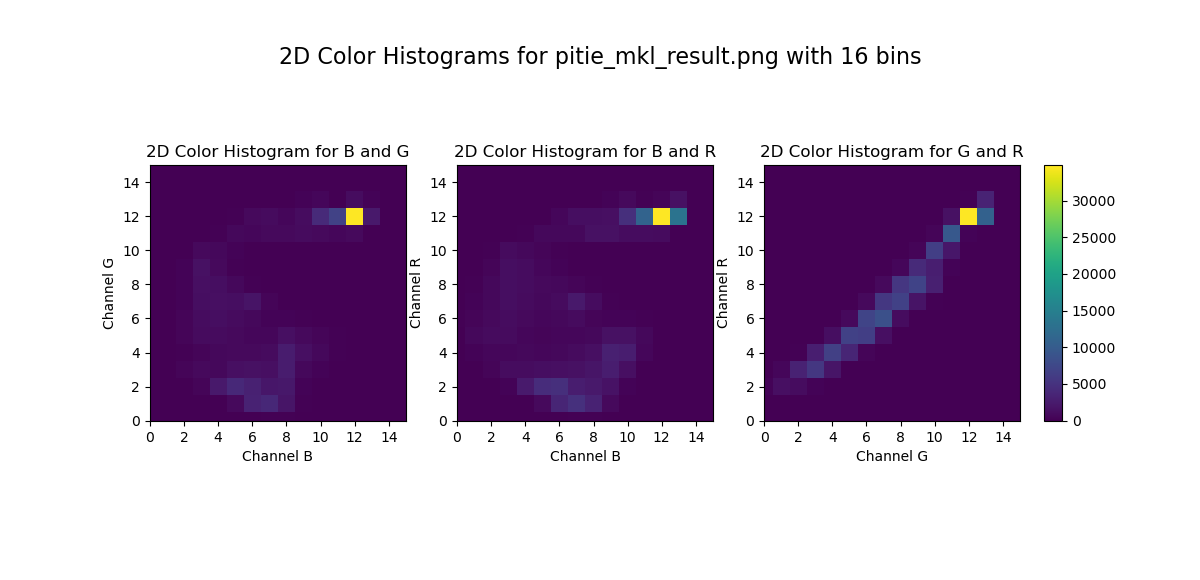 2D Color Histograms for pitie_mkl_result.png with 16 bins
2D Color Histogram for B and G
14
12
10
8
6
4
2
0
Channel G
0 2 4 6 8 10 12 14
Channel B
2D Color Histogram for B and R
14
12
10
8
6
4
2
0
Channel R
0 2 4 6 8 10 12 14
Channel B
2D Color Histogram for G and R
14
12
10
8
6
4
2
0
Channel R
0 2 4 6 8 10 12 14
Channel G
30000
25000
20000
15000
10000
5000
0